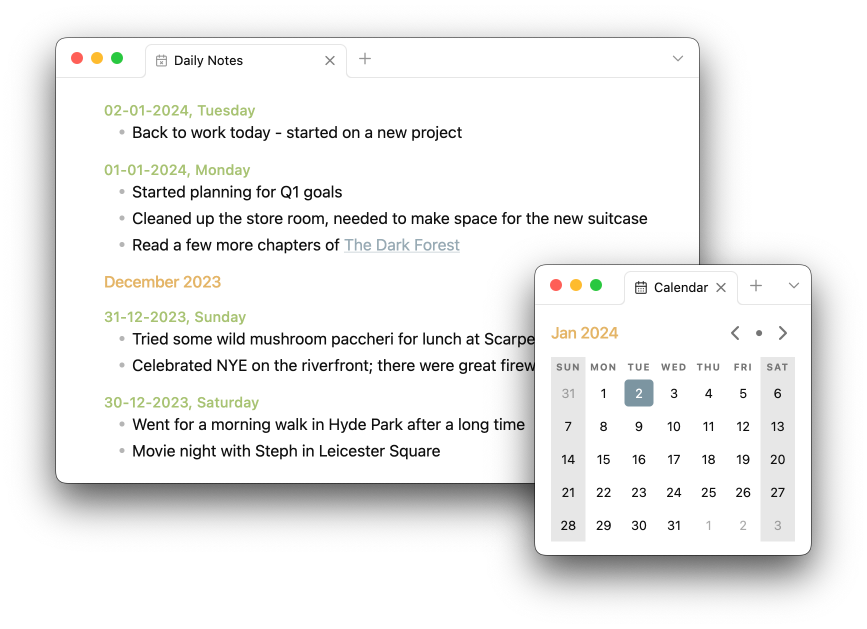 Daily Notes
02-01-2024, Tuesday
Back to work today - started on a new project
01-01-2024, Monday
Started planning for Q1 goals
Cleaned up the store room, needed to make space for the new suitcase
Read a few more chapters of The Dark Forest
December 2023
31-12-2023, Sunday
Tried some wild mushroom paccheri for lunch at Scarpe
Celebrated NYE on the riverfront; there were great firew
30-12-2023, Saturday
Went for a morning walk in Hyde Park after a long time
Movie night with Steph in Leicester Square
Calendar
Jan 2024
SUN MON TUE WED THU FRI SAT
31 1 2 3 4 5 6
7 8 9 10 11 12 13
14 15 16 17 18 19 20
21 22 23 24 25 26 27
28 29 30 31 1 2 3